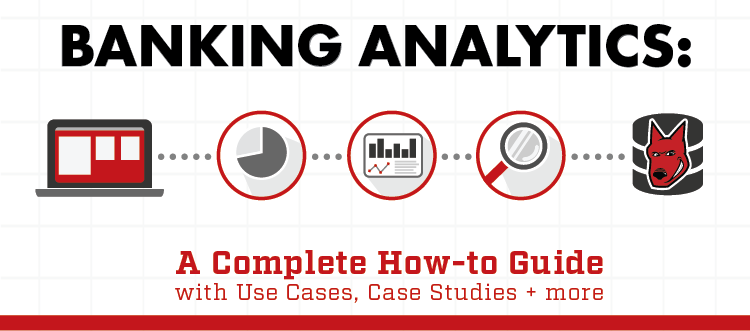 BANKING ANALYTICS:
A Complete How-to Guide
with Use Cases, Case Studies + more